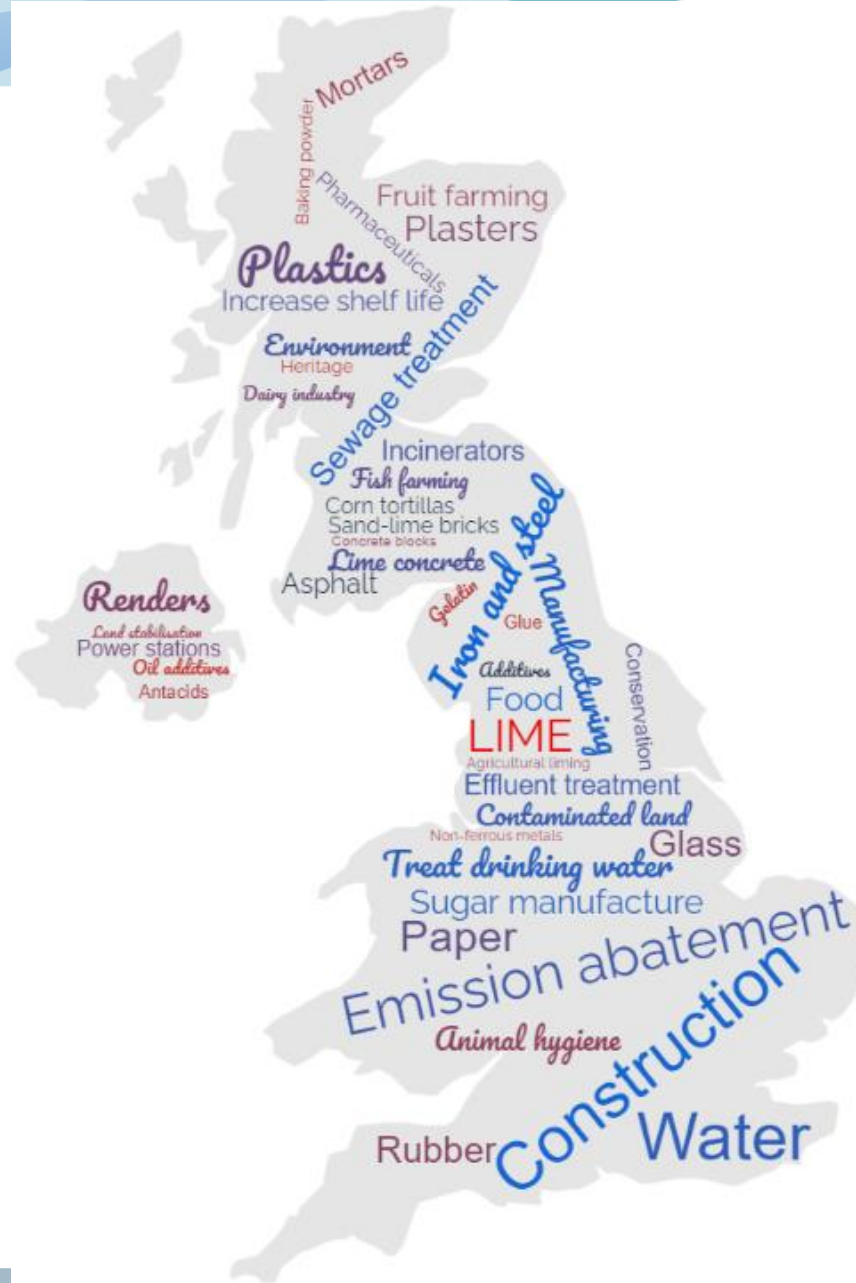 Mortars
Baking powder
Pharmaceuticals
Fruit farming
Plasters
Plastics
Increase shelf life
Sewage treatment
Environment
Heritage
Dairy industry
Incinerators
Fish farming
Corn tortillas
Sand-lime bricks
Concrete blocks
Lime concrete
Asphalt
Iron and steel
Manufacturing
Gelatin
Glue
Renders
Land stabilisation
Power stations
Oil additives
Antacids
Additives
Food
Conservation
LIME
Agricultural liming
Effluent treatment
Contaminated land
Non-ferrous metals
Glass
Treat drinking water
Sugar manufacture
Paper
Emission abatement
Animal hygiene
Construction
Water
Rubber